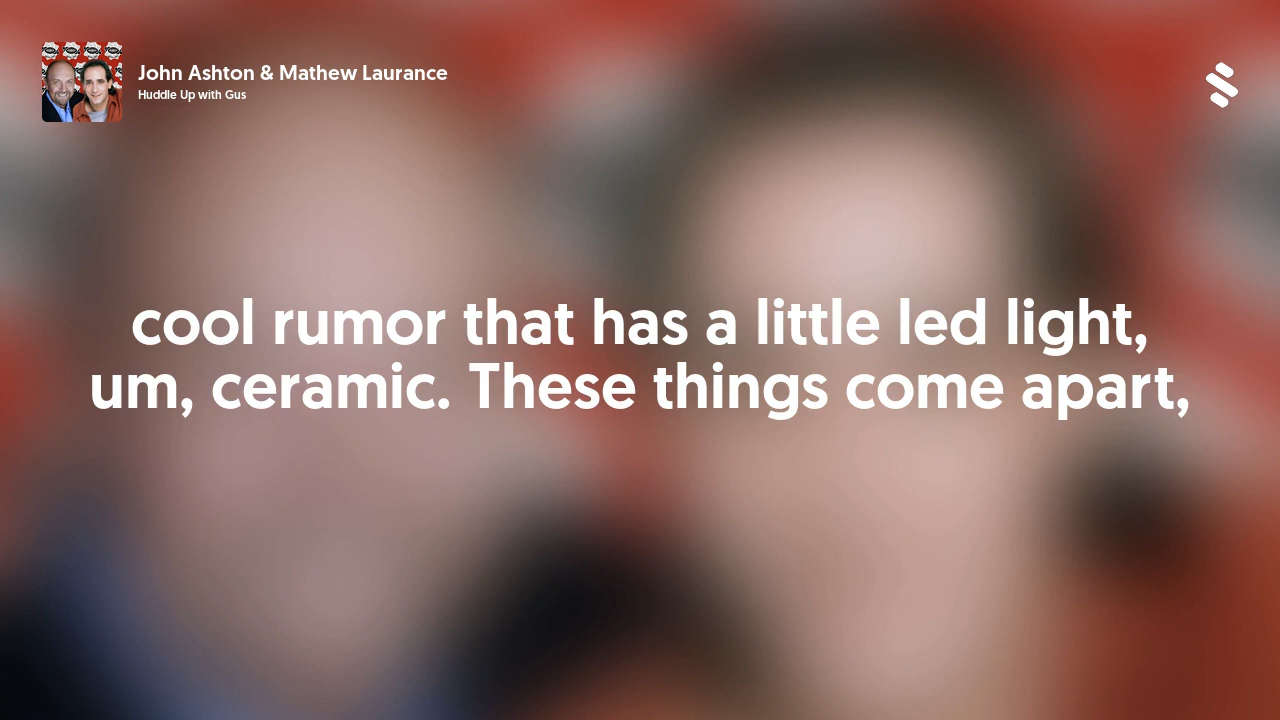 John Ashton & Mathew Laurance
Huddle Up with Gus
cool rumor that has a little led light,
um, ceramic. These things come apart,